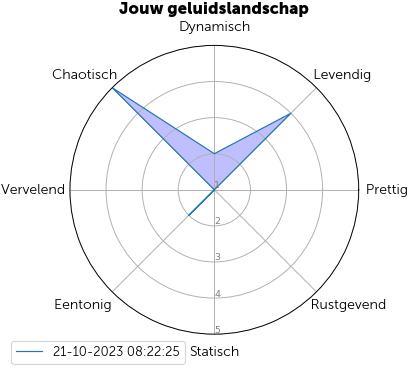 Jouw geluidslandschap
Dynamisch
Chaotisch
Levendig
Vervelend
Prettig
1
2
3
4
5
Eentonig
Rustgevend
21-10-2023 08:22:25
Statisch